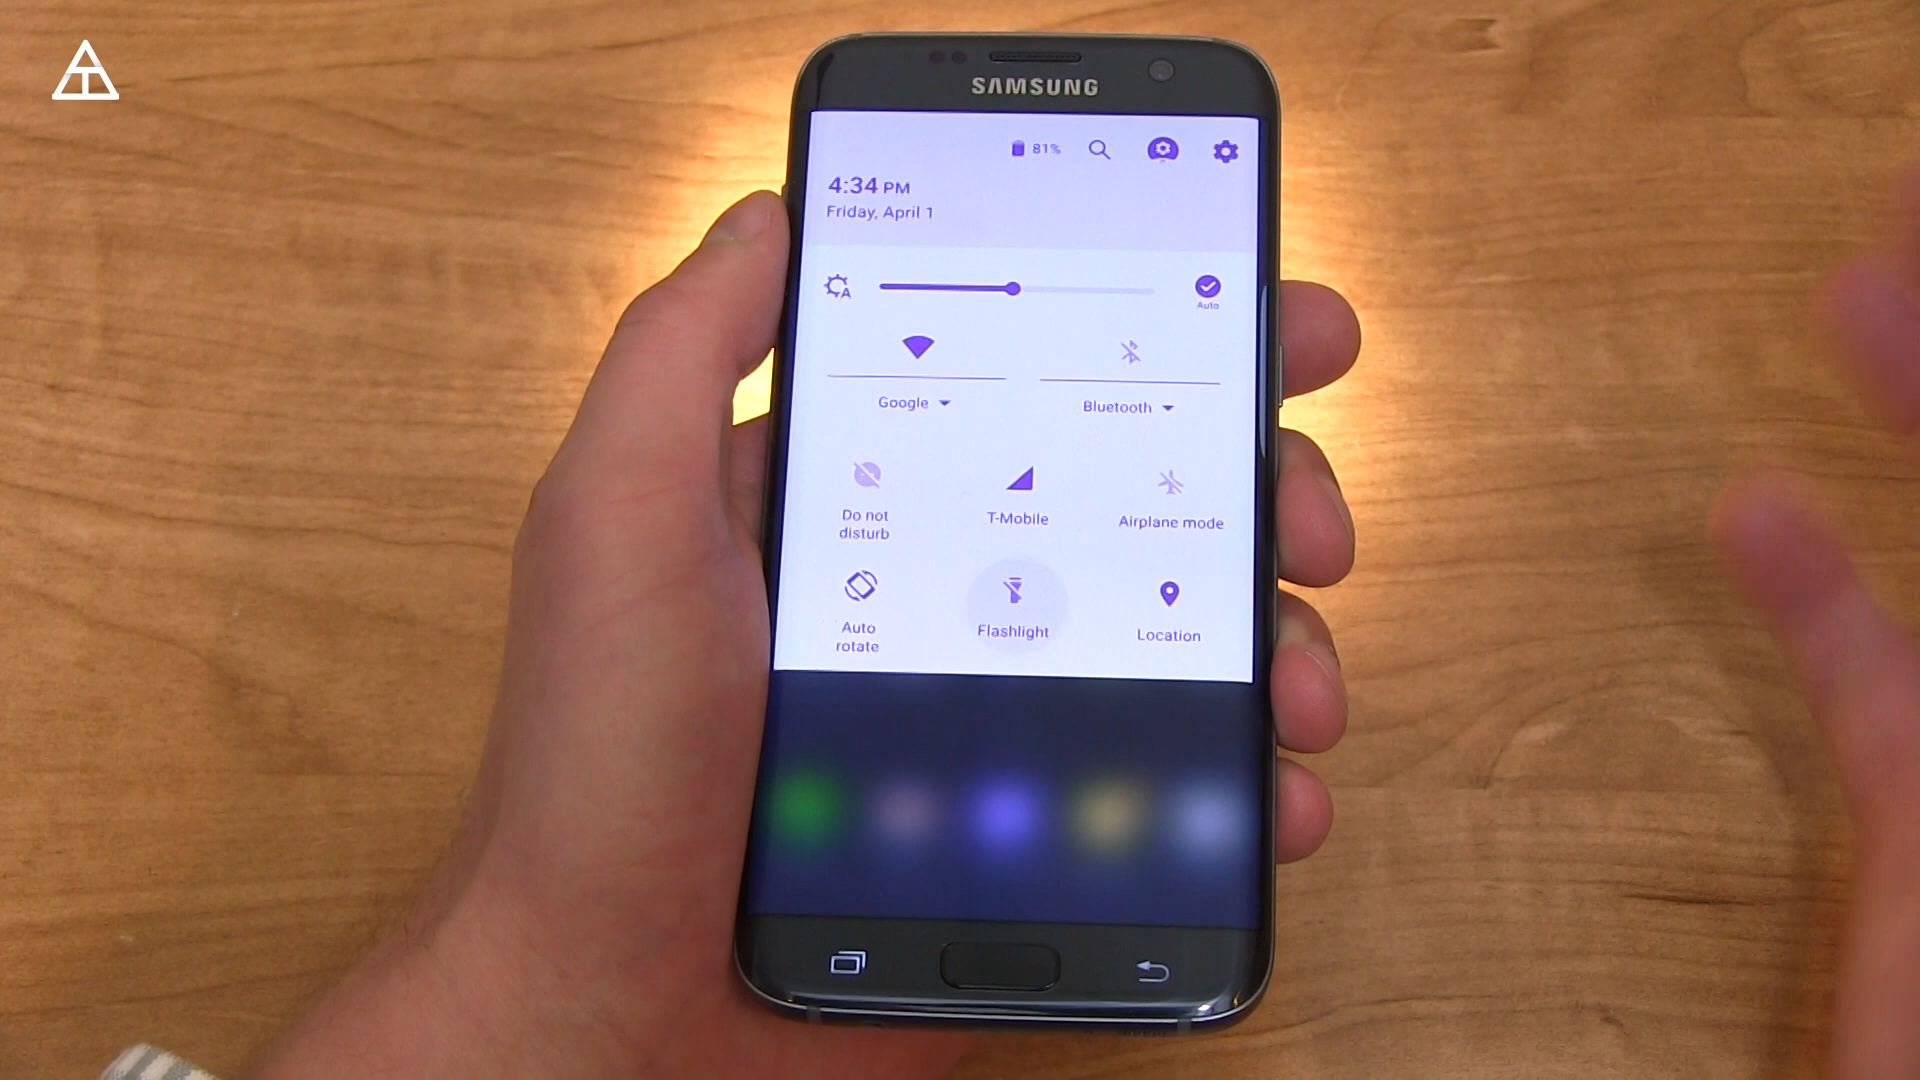 SAMSUNG
81%
4:34 PM
Friday, April 1
A
Auto
Google
Bluetooth
Do not
disturb
T-Mobile
Airplane mode
Auto
rotate
Flashlight
Location